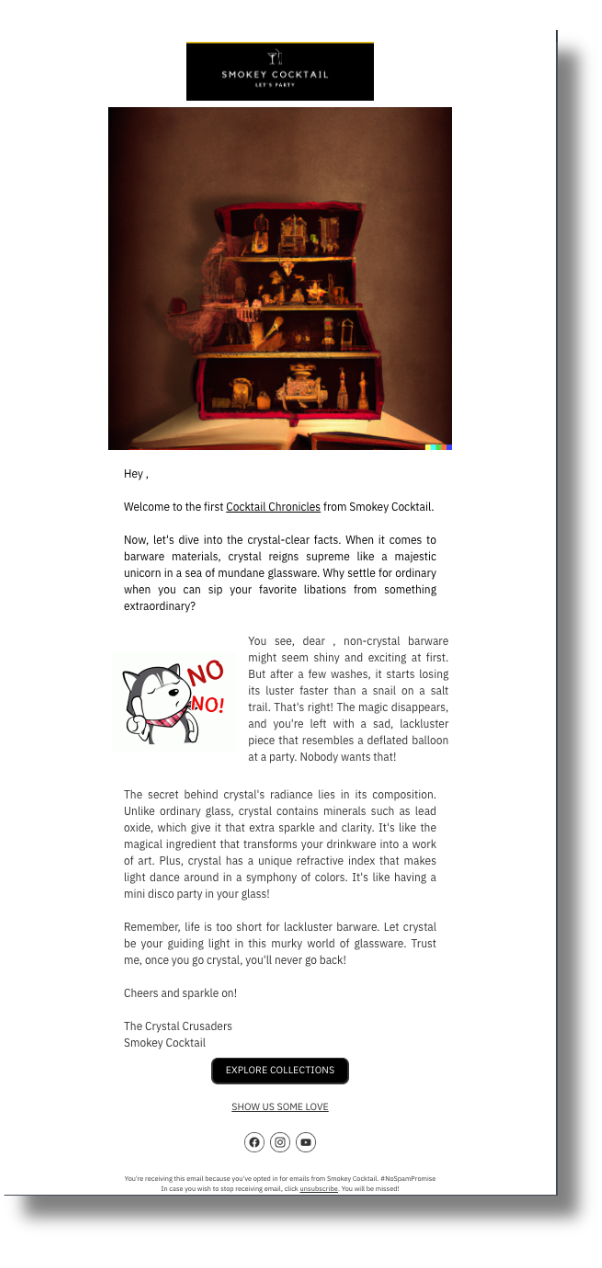 SMOKEY COCKTAIL
LET'S PARTY
Hey ,
Welcome to the first Cocktail Chronicles from Smokey Cocktail.
Now, let's dive into the crystal-clear facts. When it comes to
barware materials, crystal reigns supreme like a majestic
unicorn in a sea of mundane glassware. Why settle for ordinary
when you can sip your favorite libations from something
extraordinary?
NO
NO!
You see, dear , non-crystal barware
might seem shiny and exciting at first.
But after a few washes, it starts losing
its luster faster than a snail on a salt
trail. That's right! The magic disappears,
and you're left with a sad, lackluster
piece that resembles a deflated balloon
at a party. Nobody wants that!
The secret behind crystal's radiance lies in its composition.
Unlike ordinary glass, crystal contains minerals such as lead
oxide, which give it that extra sparkle and clarity. It's like the
magical ingredient that transforms your drinkware into a work
of art. Plus, crystal has a unique refractive index that makes
light dance around in a symphony of colors. It's like having a
mini disco party in your glass!
Remember, life is too short for lackluster barware. Let crystal
be your guiding light in this murky world of glassware. Trust
me, once you go crystal, you'll never go back!
Cheers and sparkle on!
The Crystal Crusaders
Smokey Cocktail
EXPLORE COLLECTIONS
SHOW US SOME LOVE
You're receiving this email because you've opted in for emails from Smokey Cocktail. #NoSpamPromise
In case you wish to stop receiving email, click unsubscribe. You will be missed!